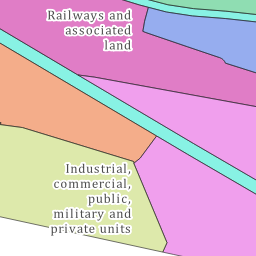 Railways and
associated
land
Industrial,
commercial,
public,
military and
private units